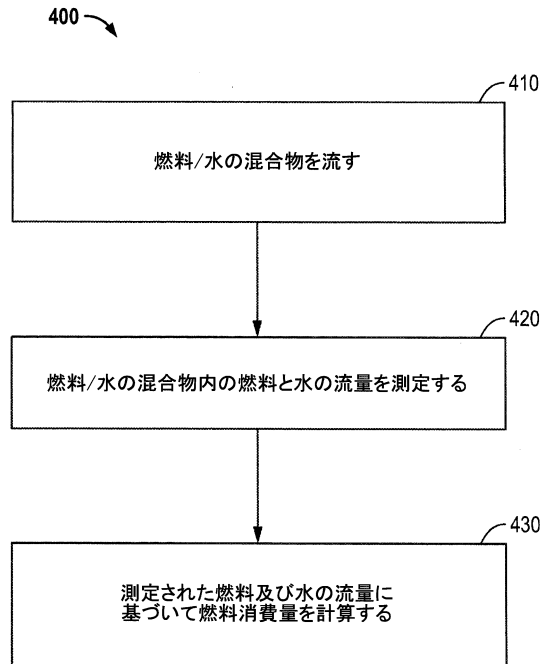 400
410
燃料/水の混合物を流す
420
燃料/水の混合物内の燃料と水の流量を測定する
430
測定された燃料及び水の流量に
基づいて燃料消費量を計算する